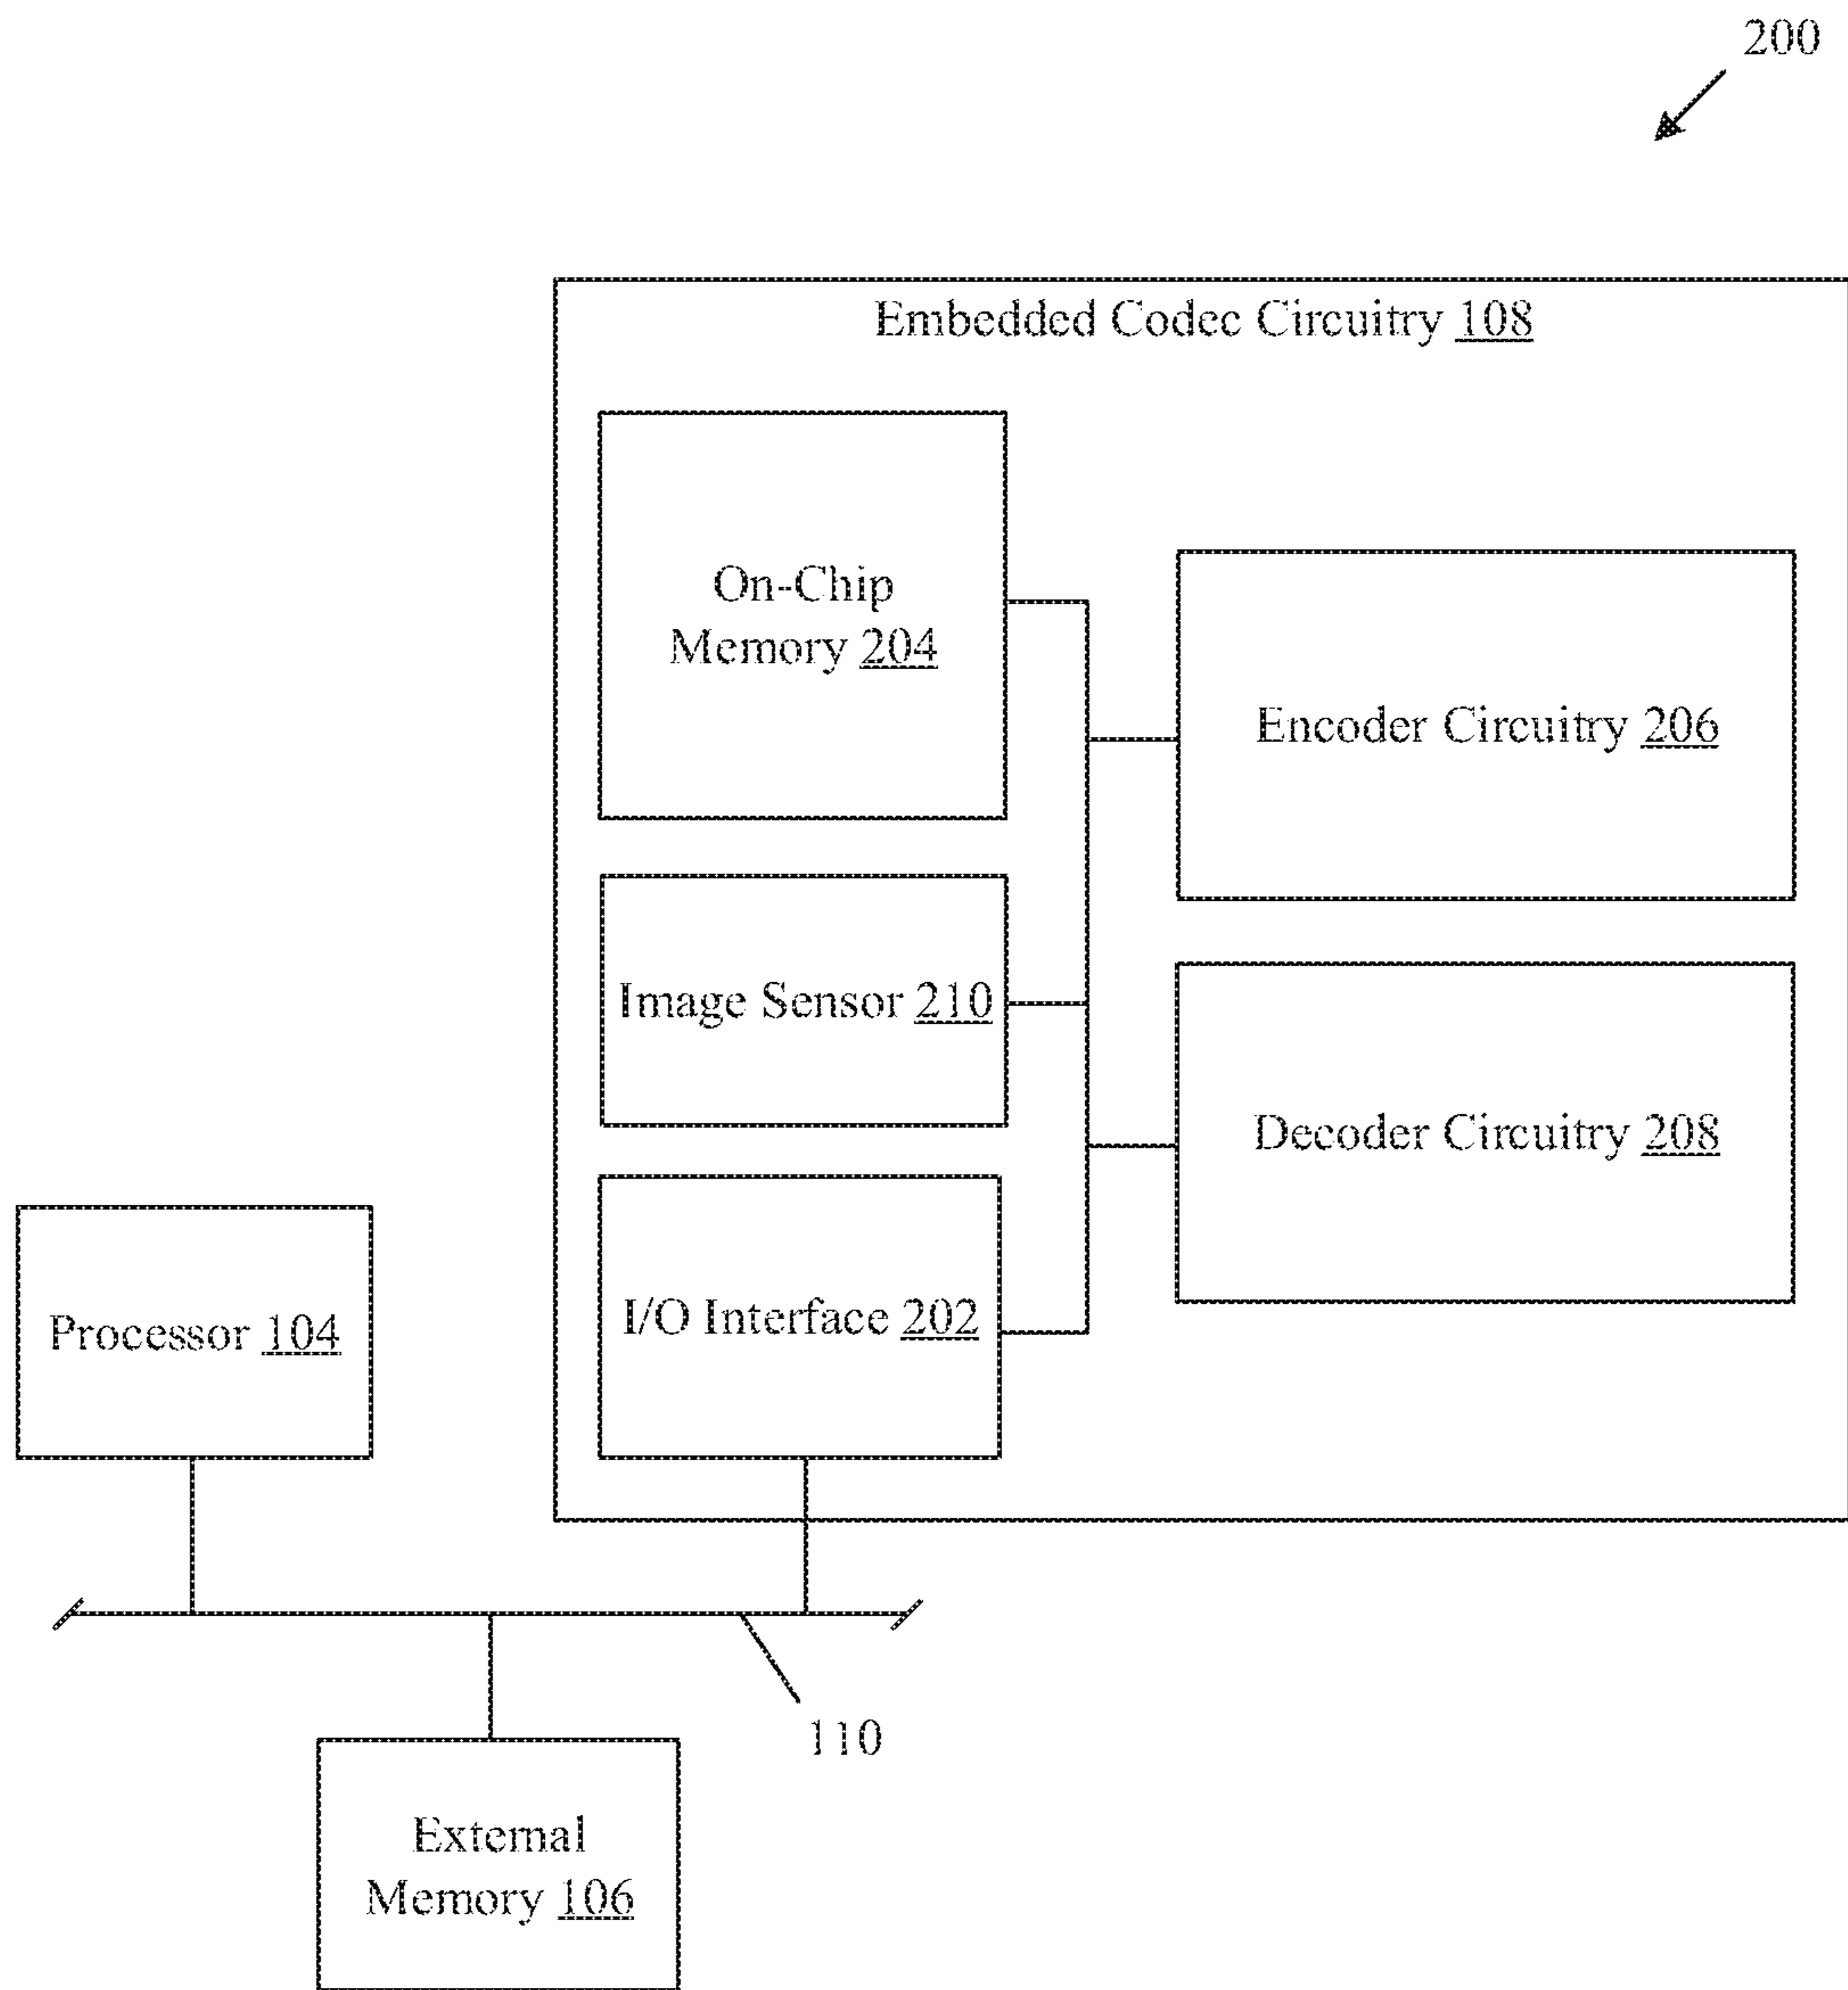 200
Embedded Codec Circuitry 108
On-Chip
Memory 204
Encoder Circuitry 206
Image Sensor 210
Decoder Circuitry 208
I/O Interface 202
Processor 104
110
External
Memory 106